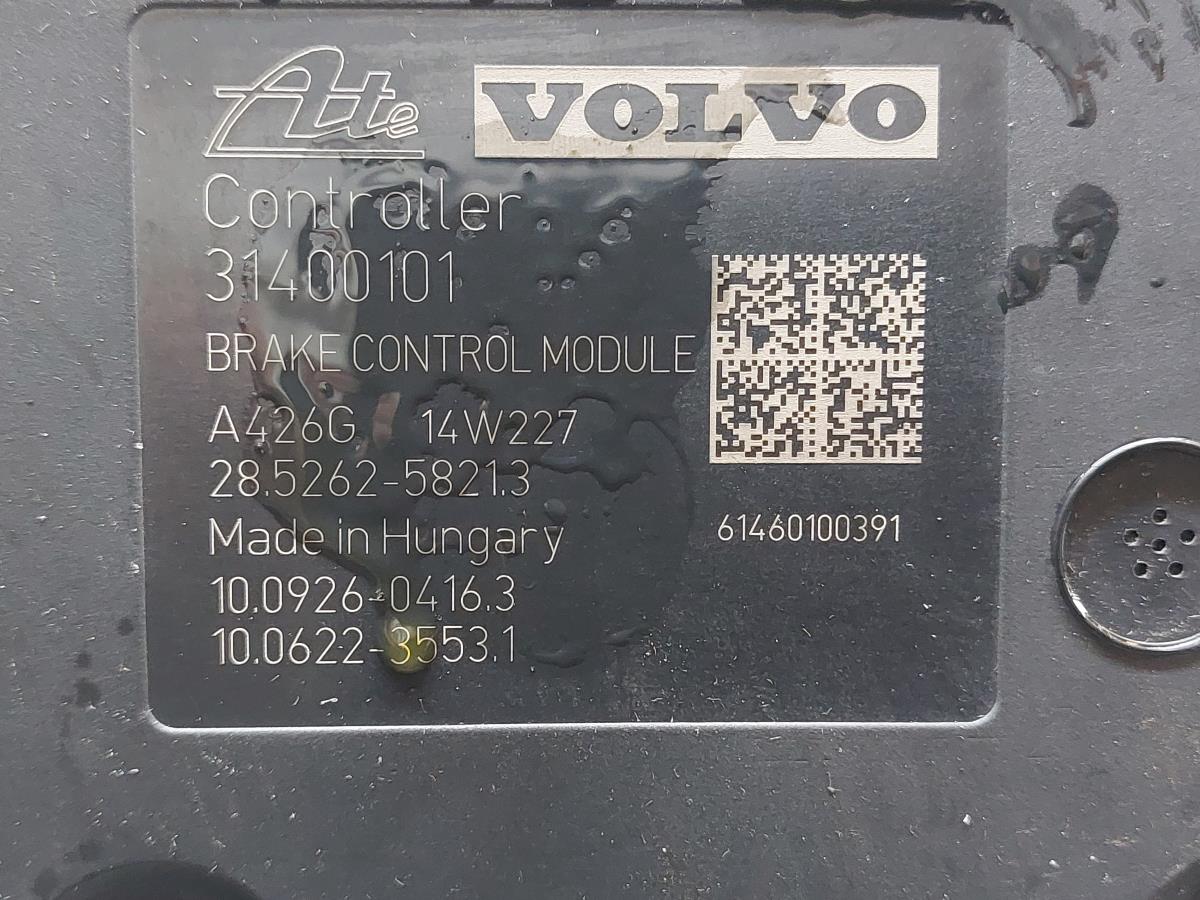 Ate VOLVO
Controller
31400101
BRAKE CONTROL MODULE
A426G 14W227
28.5262-5821.3
Made in Hungary
61460100391
10.0926-0416.3
10.0622-3553.1